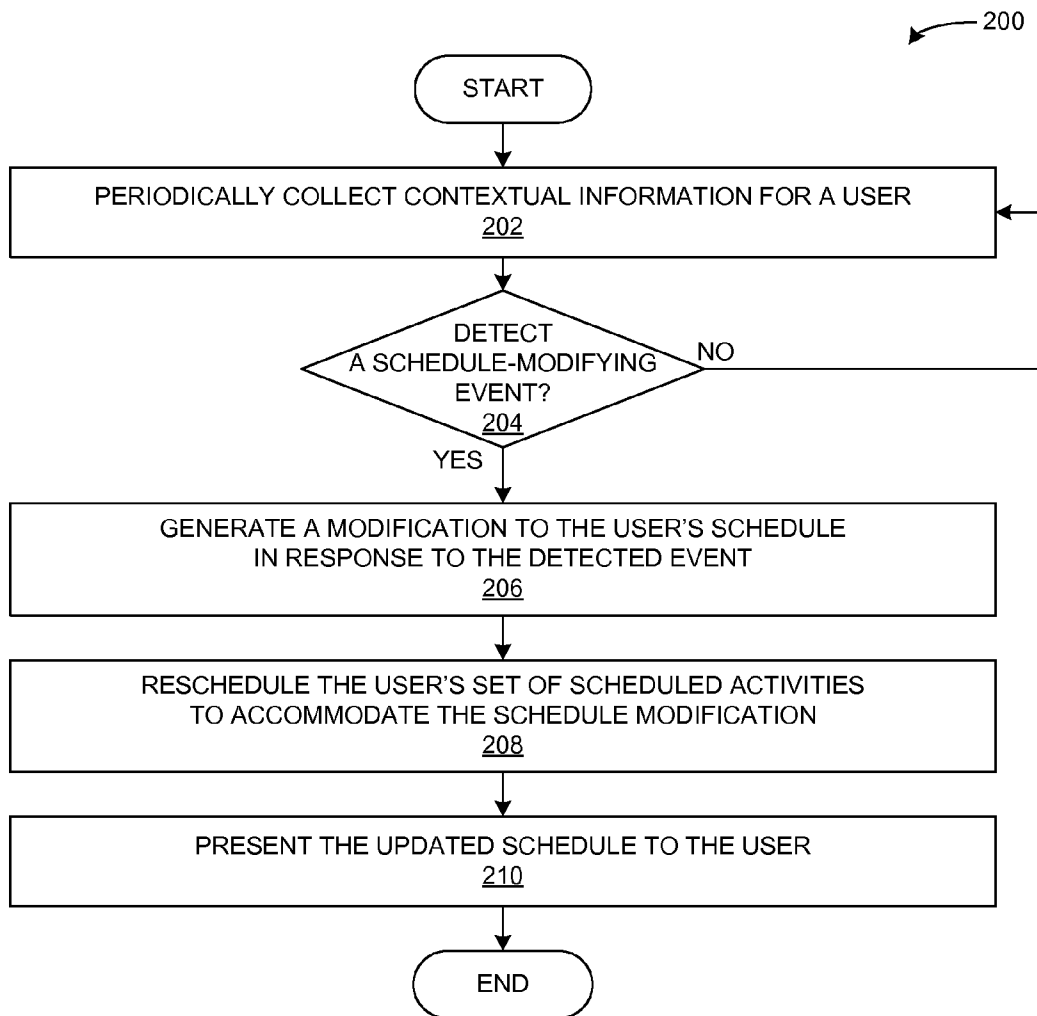 200
START
PERIODICALLY COLLECT CONTEXTUAL INFORMATION FOR A USER
202
DETECT
A SCHEDULE-MODIFYING
EVENT?
204
NO
YES
GENERATE A MODIFICATION TO THE USER'S SCHEDULE
IN RESPONSE TO THE DETECTED EVENT
206
RESCHEDULE THE USER'S SET OF SCHEDULED ACTIVITIES
TO ACCOMMODATE THE SCHEDULE MODIFICATION
208
PRESENT THE UPDATED SCHEDULE TO THE USER
210
END